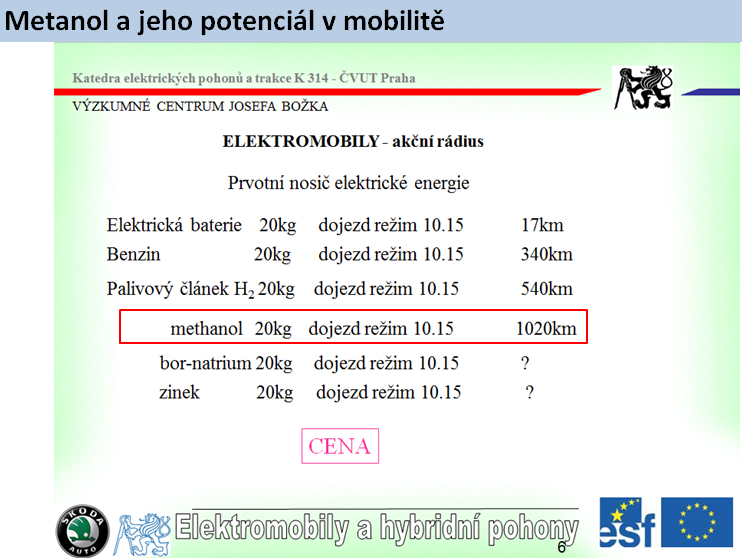 Metanol a jeho potenciál v mobilitě
Katedra elektrických pohonů a trakce K 314 - ČVUT Praha
VÝZKUMNÉ CENTRUM JOSEFA BOŽKA
ELEKTROMOBILY - akční rádius
Prvotní nosič elektrické energie
Elektrická baterie 20kg dojezd režim 10.15 17km
Benzin 20kg dojezd režim 10.15 340km
Palivový článek H2 20kg dojezd režim 10.15 540km
methanol 20kg dojezd režim 10.15 1020km
bor-natrium 20kg dojezd režim 10.15 ?
zinek 20kg dojezd režim 10.15 ?
CENA
ŠKODA
AUTO
Elektromobily a hybridní pohony
6
esf